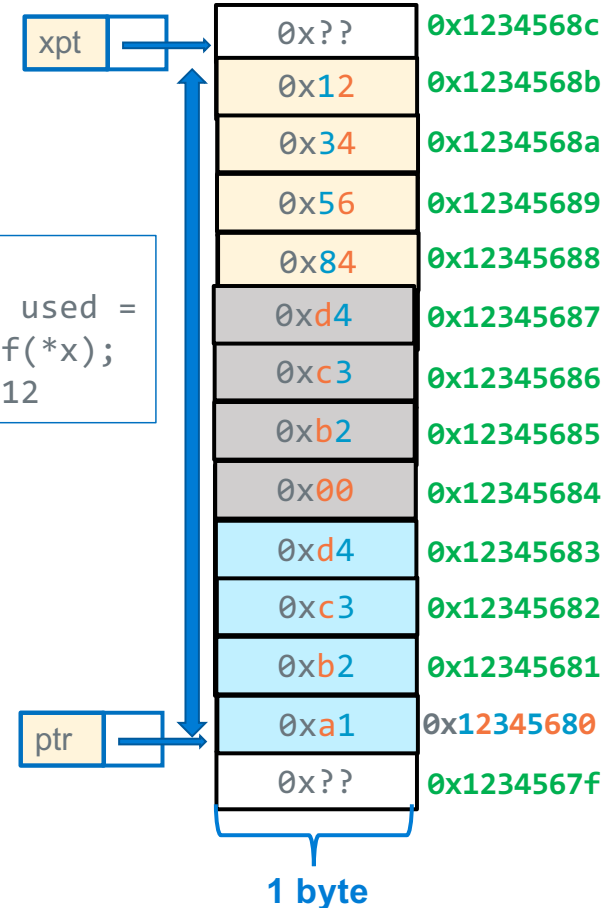 xpt
0x?? 0x1234568c
0x12 0x1234568b
0x34 0x1234568a
0x56 0x12345689
0x84 0x12345688
used =
f(*x);
12
0xd4 0x12345687
0xc3 0x12345686
0xb2 0x12345685
0x00 0x12345684
0xd4 0x12345683
0xc3 0x12345682
0xb2 0x12345681
ptr
0xa1 0x12345680
0x?? 0x1234567f
1 byte